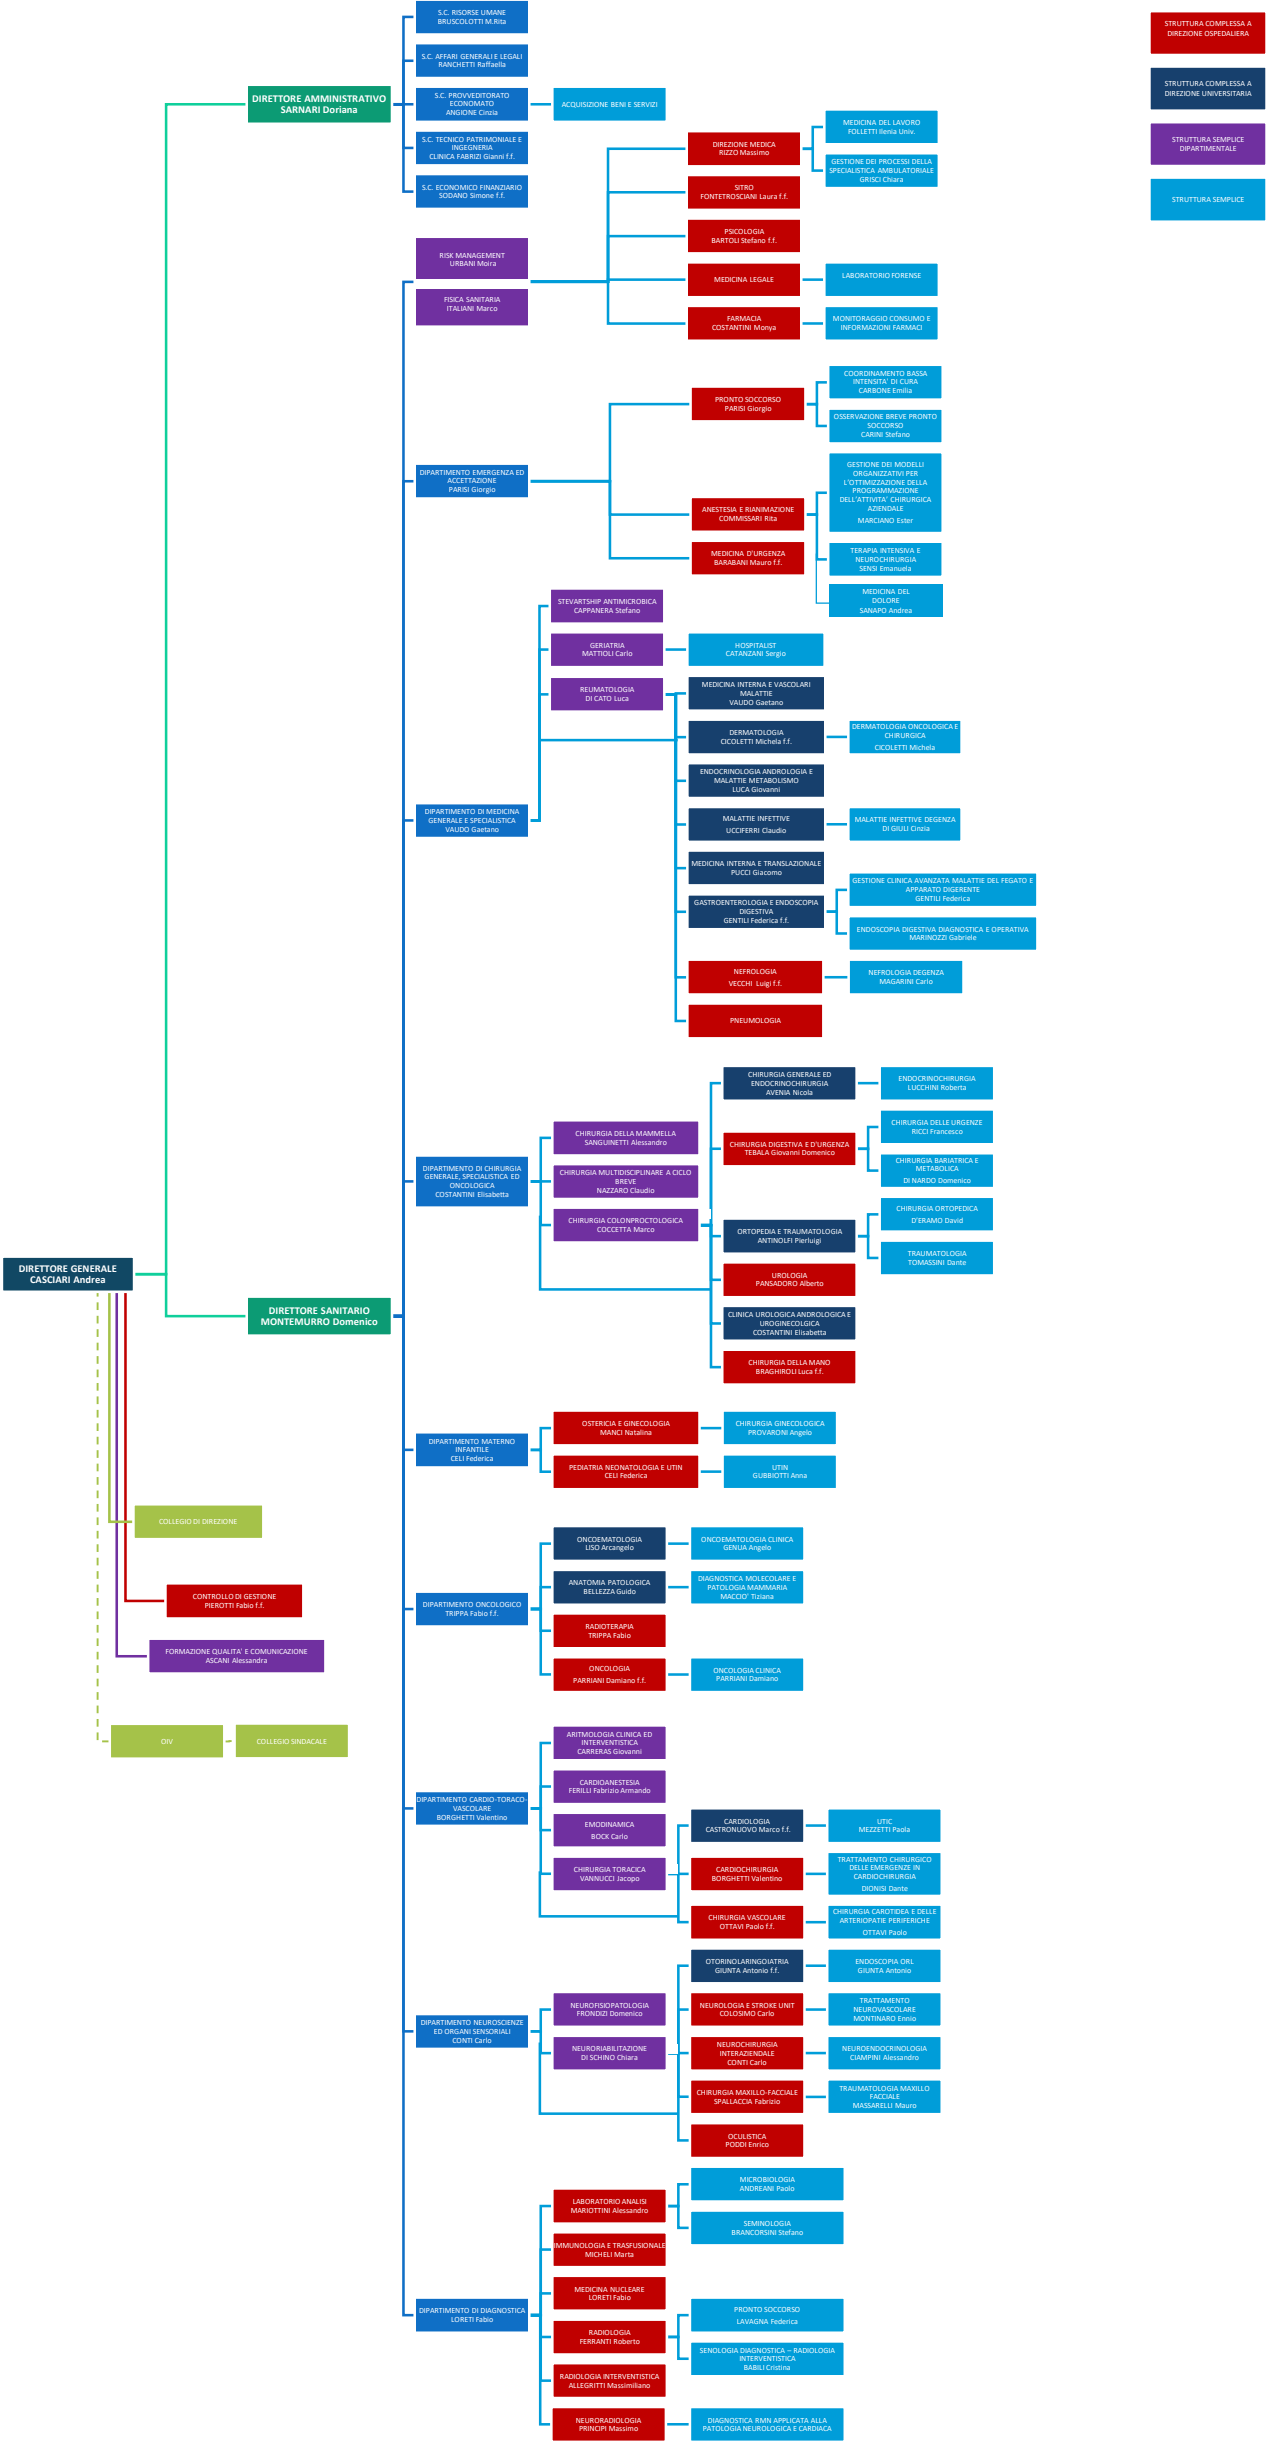 S.C. RISORSE UMANE
BRUSCOLOTTI M.Rita
S.C. AFFARI GENERALI E LEGALI
RANCHETTI Raffaella
DIRETTORE AMMINISTRATIVO
SARNARI Doriana
S.C. PROVVEDITORATO
ECONOMATO
ANGIONE Cinzia
ACQUISIZIONE BENI E SERVIZI
S.C. TECNICO PATRIMONIALE E
INGEGNERIA
CLINICA FABRIZI Gianni f.f.
S.C. ECONOMICO FINANZIARIO
SODANO Simone f.f.
STRUTTURA COMPLESSA A
DIREZIONE OSPEDALIERA
STRUTTURA COMPLESSA A
DIREZIONE UNIVERSITARIA
STRUTTURA SEMPLICE
DIPARTIMENTALE
STRUTTURA SEMPLICE
RISK MANAGEMENT
URBANI Moira
FISICA SANITARIA
ITALIANI Marco
DIREZIONE MEDICA
RIZZO Massimo
MEDICINA DEL LAVORO
FOLLETTI Ilenia Univ.
GESTIONE DEI PROCESSI DELLA
SPECIALISTICA AMBULATORIALE
GRISCI Chiara
SITRO
FONTETROSCIANI Laura f.f.
PSICOLOGIA
BARTOLI Stefano f.f.
MEDICINA LEGALE
LABORATORIO FORENSE
FARMACIA
COSTANTINI Monya
MONITORAGGIO CONSUMO E
INFORMAZIONI FARMACI
DIPARTIMENTO EMERGENZA ED
ACCETTAZIONE
PARISI Giorgio
PRONTO SOCCORSO
PARISI Giorgio
COORDINAMENTO BASSA
INTENSITA' DI CURA
CARBONE Emilia
OSSERVAZIONE BREVE PRONTO
SOCCORSO
CARINI Stefano
ANESTESIA E RIANIMAZIONE
COMMISSARI Rita
GESTIONE DEI MODELLI
ORGANIZZATIVI PER
L'OTTIMIZZAZIONE DELLA
PROGRAMMAZIONE
DELL'ATTIVITA' CHIRURGICA
AZIENDALE
MARCIANO Ester
MEDICINA D'URGENZA
BARABANI Mauro f.f.
TERAPIA INTENSIVA E
NEUROCHIRURGIA
SENSI Emanuela
MEDICINA DEL
DOLORE
SANAPO Andrea
DIPARTIMENTO DI MEDICINA
GENERALE E SPECIALISTICA
VAUDO Gaetano
STEVARTSHIP ANTIMICROBICA
CAPPANERA Stefano
GERIATRIA
MATTIOLI Carlo
HOSPITALIST
CATANZANI Sergio
REUMATOLOGIA
DI CATO Luca
MEDICINA INTERNA E VASCOLARI
MALATTIE
VAUDO Gaetano
DERMATOLOGIA
CICOLETTI Michela f.f.
DERMATOLOGIA ONCOLOGICA E
CHIRURGICA
CICOLETTI Michela
ENDOCRINOLOGIA ANDROLOGIA E
MALATTIE METABOLISMO
LUCA Giovanni
MALATTIE INFETTIVE
UCCIFERRI Claudio
MALATTIE INFETTIVE DEGENZA
DI GIULI Cinzia
MEDICINA INTERNA E TRANSLAZIONALE
PUCCI Giacomo
GASTROENTEROLOGIA E ENDOSCOPIA
DIGESTIVA
GENTILI Federica f.f.
GESTIONE CLINICA AVANZATA MALATTIE DEL FEGATO E
APPARATO DIGERENTE
GENTILI Federica
ENDOSCOPIA DIGESTIVA DIAGNOSTICA E OPERATIVA
MARINOZZI Gabriele
NEFROLOGIA
VECCHI Luigi f.f.
NEFROLOGIA DEGENZA
MAGARINI Carlo
PNEUMOLOGIA
DIPARTIMENTO DI CHIRURGIA
GENERALE, SPECIALISTICA ED
ONCOLOGICA
COSTANTINI Elisabetta
CHIRURGIA DELLA MAMMELLA
SANGUINETTI Alessandro
CHIRURGIA MULTIDISCIPLINARE A CICLO
BREVE
NAZZARO Claudio
CHIRURGIA COLONPROCTOLOGICA
COCCETTA Marco
CHIRURGIA GENERALE ED
ENDOCRINOCHIRURGIA
AVENIA Nicola
ENDOCRINOCHIRURGIA
LUCCHINI Roberta
CHIRURGIA DIGESTIVA E D'URGENZA
TEBALA Giovanni Domenico
CHIRURGIA DELLE URGENZE
RICCI Francesco
CHIRURGIA BARIATRICA E
METABOLICA
DI NARDO Domenico
ORTOPEDIA E TRAUMATOLOGIA
ANTINOLFI Pierluigi
CHIRURGIA ORTOPEDICA
D'ERAMO David
TRAUMATOLOGIA
TOMASSINI Dante
UROLOGIA
PANSADORO Alberto
CLINICA UROLOGICA ANDROLOGICA E
UROGINECOLGICA
COSTANTINI Elisabetta
CHIRURGIA DELLA MANO
BRAGHIROLI Luca f.f.
DIRETTORE GENERALE
CASCIARI Andrea
DIRETTORE SANITARIO
MONTEMURRO Domenico
DIPARTIMENTO MATERNO
INFANTILE
CELI Federica
OSTERICIA E GINECOLOGIA
MANCI Natalina
CHIRURGIA GINECOLOGICA
PROVARONI Angelo
PEDIATRIA NEONATOLOGIA E UTIN
CELI Federica
UTIN
GUBBIOTTI Anna
COLLEGIO DI DIREZIONE
CONTROLLO DI GESTIONE
PIEROTTI Fabio f.f.
FORMAZIONE QUALITA' E COMUNICAZIONE
ASCANI Alessandra
OIV
COLLEGIO SINDACALE
DIPARTIMENTO ONCOLOGICO
TRIPPA Fabio f.f.
ONCOEMATOLOGIA
LISO Arcangelo
ONCOEMATOLOGIA CLINICA
GENUA Angelo
ANATOMIA PATOLOGICA
BELLEZZA Guido
DIAGNOSTICA MOLECOLARE E
PATOLOGIA MAMMARIA
MACCIO' Tiziana
RADIOTERAPIA
TRIPPA Fabio
ONCOLOGIA
PARRIANI Damiano f.f.
ONCOLOGIA CLINICA
PARRIANI Damiano
DIPARTIMENTO CARDIO-TORACO-
VASCOLARE
BORGHETTI Valentino
ARITMOLOGIA CLINICA ED
INTERVENTISTICA
CARRERAS Giovanni
CARDIOANESTESIA
FERILLI Fabrizio Armando
EMODINAMICA
BOCK Carlo
CHIRURGIA TORACICA
VANNUCCI Jacopo
CARDIOLOGIA
CASTRONUOVO Marco f.f.
UTIC
MEZZETTI Paola
CARDIOCHIRURGIA
BORGHETTI Valentino
TRATTAMENTO CHIRURGICO
DELLE EMERGENZE IN
CARDIOCHIRURGIA
DIONISI Dante
CHIRURGIA VASCOLARE
OTTAVI Paolo f.f.
CHIRURGIA CAROTIDEA E DELLE
ARTERIOPATIE PERIFERICHE
OTTAVI Paolo
DIPARTIMENTO NEUROSCIENZE
ED ORGANI SENSORIALI
CONTI Carlo
NEUROFISIOPATOLOGIA
FRONDIZI Domenico
NEURORIABILITAZIONE
DI SCHINO Chiara
OTORINOLARINGOIATRIA
GIUNTA Antonio f.f.
ENDOSCOPIA ORL
GIUNTA Antonio
NEUROLOGIA E STROKE UNIT
COLOSIMO Carlo
TRATTAMENTO
NEUROVASCOLARE
MONTINARO Ennio
NEUROCHIRURGIA
INTERAZIENDALE
CONTI Carlo
NEUROENDOCRINOLOGIA
CIAMPINI Alessandro
CHIRURGIA MAXILLO-FACCIALE
SPALLACCIA Fabrizio
TRAUMATOLOGIA MAXILLO
FACCIALE
MASSARELLI Mauro
OCULISTICA
PODDI Enrico
DIPARTIMENTO DI DIAGNOSTICA
LORETI Fabio
LABORATORIO ANALISI
MARIOTTINI Alessandro
MICROBIOLOGIA
ANDREANI Paolo
SEMINOLOGIA
BRANCORSINI Stefano
IMMUNOLOGIA E TRASFUSIONALE
MICHELI Marta
MEDICINA NUCLEARE
LORETI Fabio
RADIOLOGIA
FERRANTI Roberto
PRONTO SOCCORSO
LAVAGNA Federica
SENOLOGIA DIAGNOSTICA – RADIOLOGIA
INTERVENTISTICA
BABILI Cristina
RADIOLOGIA INTERVENTISTICA
ALLEGRITTI Massimiliano
NEURORADIOLOGIA
PRINCIPI Massimo
DIAGNOSTICA RMN APPLICATA ALLA
PATOLOGIA NEUROLOGICA E CARDIACA